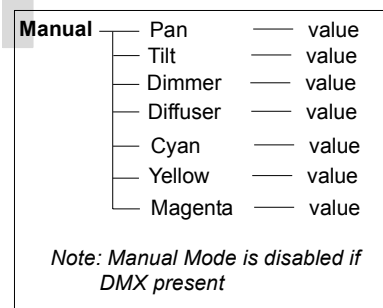 Manual Pan value
Tilt value
Dimmer value
Diffuser value
Cyan value
Yellow value
Magenta value
Note: Manual Mode is disabled if
DMX present